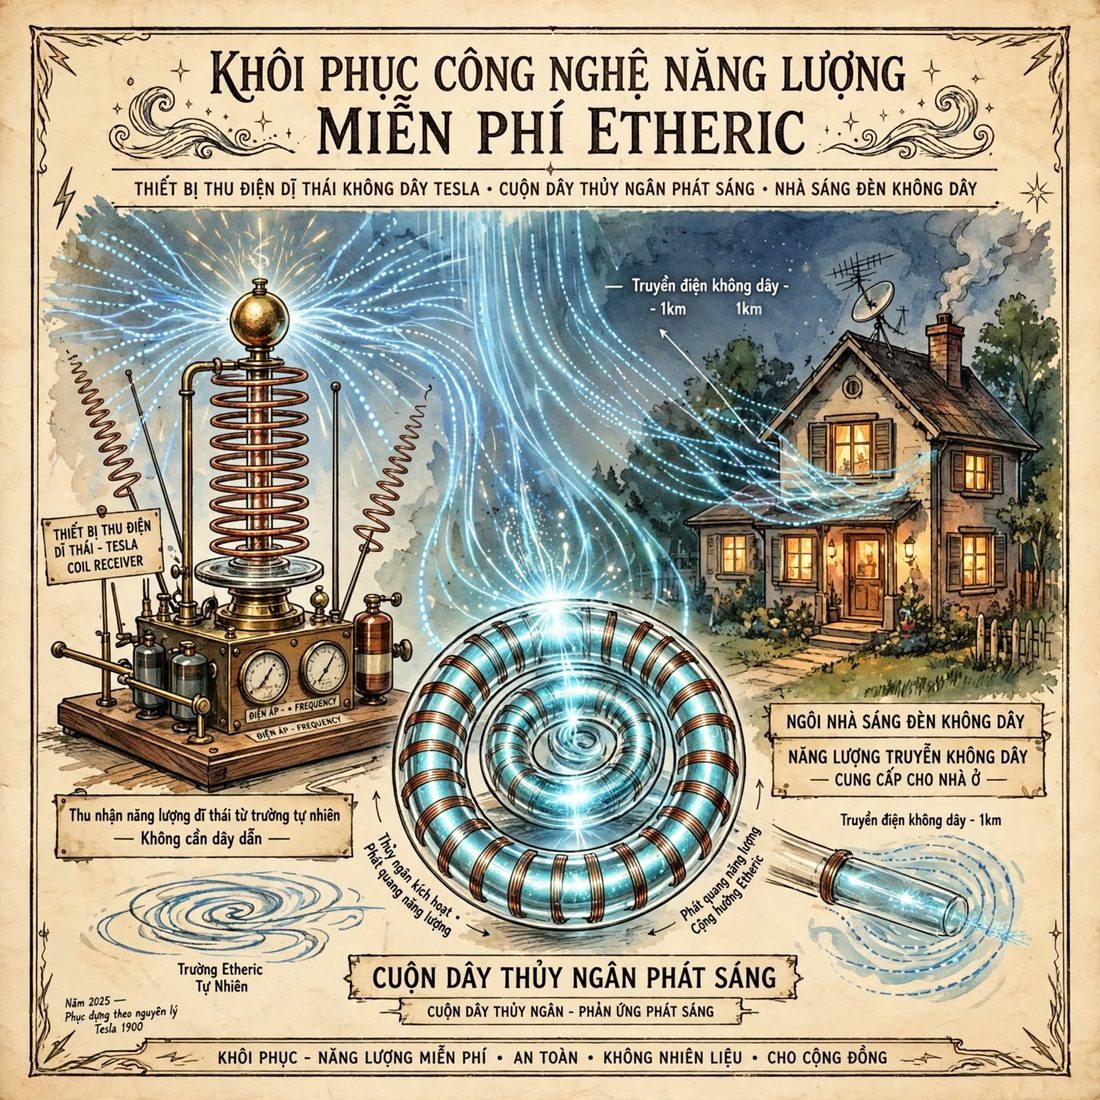 KHÔI PHỤC CÔNG NGHỆ NĂNG LƯỢNG
MIỄN PHÍ ETHERIC
THIẾT BỊ THU ĐIỆN DĨ THÁI KHÔNG DÂY TESLA • CUỘN DÂY THỦY NGÂN PHÁT SÁNG • NHÀ SÁNG ĐÈN KHÔNG DÂY
Truyền điện không dây -
- 1km 1km
THIẾT BỊ THU ĐIỆN
DĨ THÁI - TESLA
COIL RECEIVER
ĐIỆN ÁP - • FREQUENCY
ĐIỆN ÁP - FREQUENCY
Thu nhận năng lượng dĩ thái từ trường tự nhiên
— Không cần dây dẫn —
NGÔI NHÀ SÁNG ĐÈN KHÔNG DÂY
NĂNG LƯỢNG TRUYỄN KHÔNG DÂY
— CUNG CẤP CHO NHÀ Ở —
Truyền điện không dây - 1km
Thủy ngân kích hoạt •
Phát quang năng lượng
Phát quang năng lượng
Cộng hưởng Etheric
Trường Etheric
Tự Nhiên
Năm 2025 —
Phục dựng theo nguyên lý
Tesla 1900
CUỘN DÂY THỦY NGÂN PHÁT SÁNG
CUỘN DÂY THỦY NGÂN - PHẢN ỨNG PHÁT SÁNG
KHÔI PHỤC - NĂNG LƯỢNG MIỄN PHÍ • AN TOÀN • KHÔNG NHIÊN LIỆU • CHO CỘNG ĐỒNG